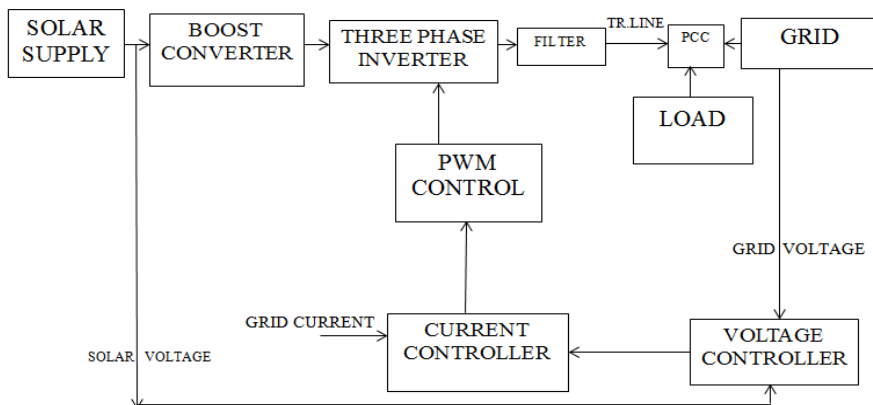 SOLAR
SUPPLY
BOOST
CONVERTER
THREE PHASE
INVERTER
FILTER
TR.LINE
PCC
GRID
LOAD
PWM
CONTROL
GRID VOLTAGE
GRID CURRENT
CURRENT
CONTROLLER
VOLTAGE
CONTROLLER
SOLAR VOLTAGE